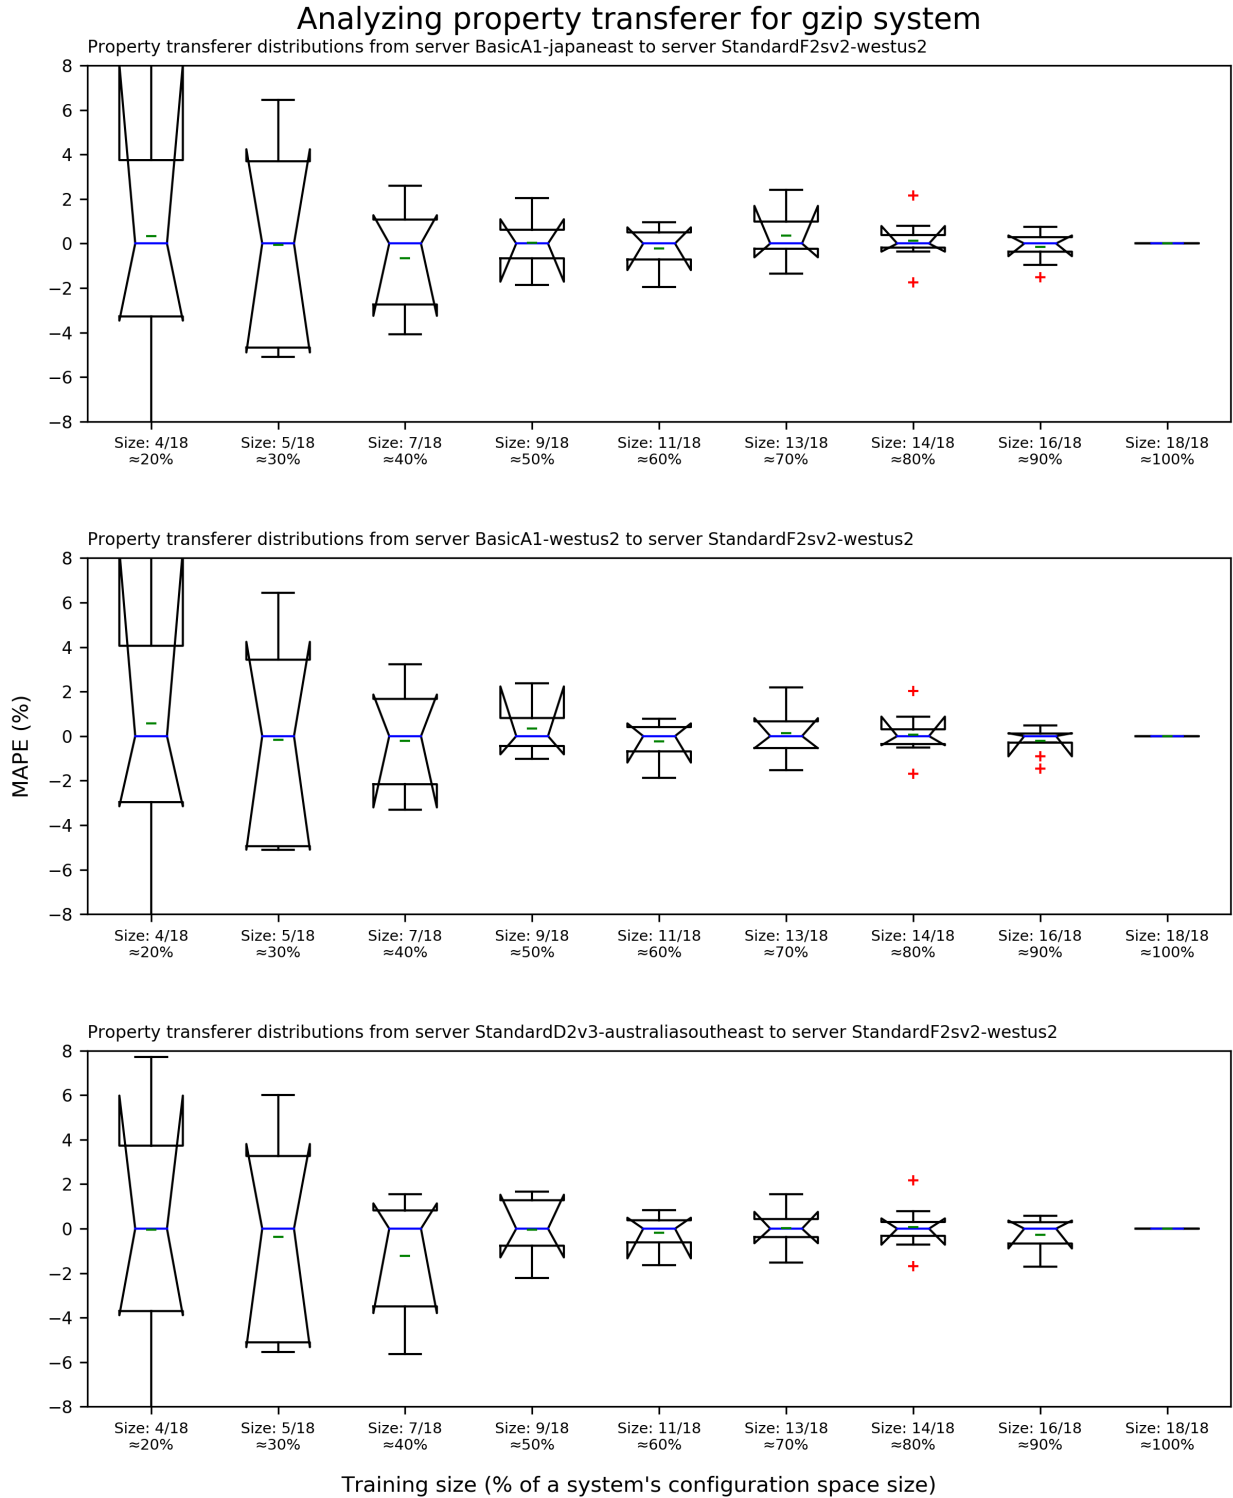 Analyzing property transferer for gzip system
Property transferer distributions from server BasicA1-japaneast to server StandardF2sv2-westus2
8
6
4
2
0
−2
−4
−6
−8
Size: 4/18 Size: 5/18 Size: 7/18 Size: 9/18 Size: 11/18 Size: 13/18 Size: 14/18 Size: 16/18 Size: 18/18
≈20% ≈30% ≈40% ≈50% ≈60% ≈70% ≈80% ≈90% ≈100%
Property transferer distributions from server BasicA1-westus2 to server StandardF2sv2-westus2
MAPE (%)
8
6
4
2
0
−2
−4
−6
−8
Size: 4/18 Size: 5/18 Size: 7/18 Size: 9/18 Size: 11/18 Size: 13/18 Size: 14/18 Size: 16/18 Size: 18/18
≈20% ≈30% ≈40% ≈50% ≈60% ≈70% ≈80% ≈90% ≈100%
Property transferer distributions from server StandardD2v3-australiasoutheast to server StandardF2sv2-westus2
8
6
4
2
0
−2
−4
−6
−8
Size: 4/18 Size: 5/18 Size: 7/18 Size: 9/18 Size: 11/18 Size: 13/18 Size: 14/18 Size: 16/18 Size: 18/18
≈20% ≈30% ≈40% ≈50% ≈60% ≈70% ≈80% ≈90% ≈100%
Training size (% of a system's configuration space size)